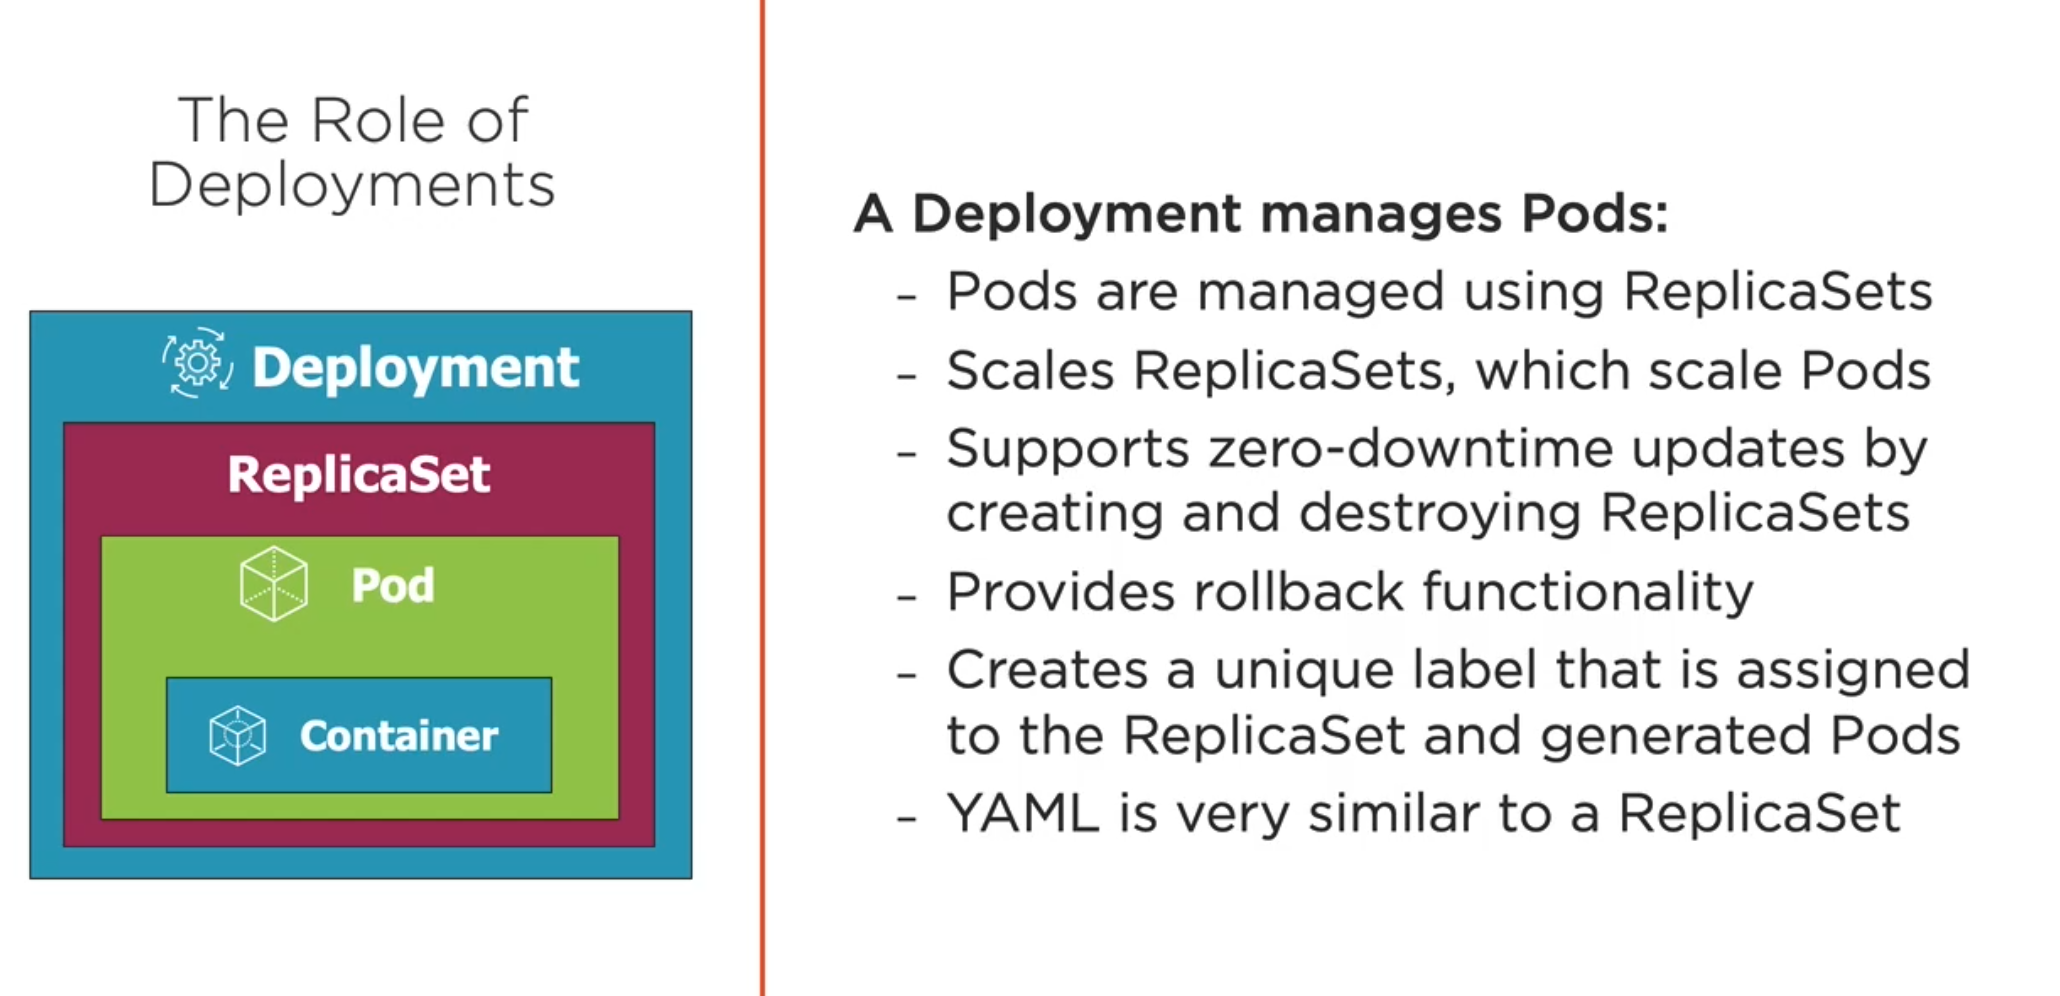 The Role of
Deployments
Deployment
ReplicaSet
Pod
Container
A Deployment manages Pods:
- Pods are managed using ReplicaSets
- Scales ReplicaSets, which scale Pods
- Supports zero-downtime updates by
creating and destroying ReplicaSets
- Provides rollback functionality
- Creates a unique label that is assigned
to the ReplicaSet and generated Pods
- YAML is very similar to a ReplicaSet